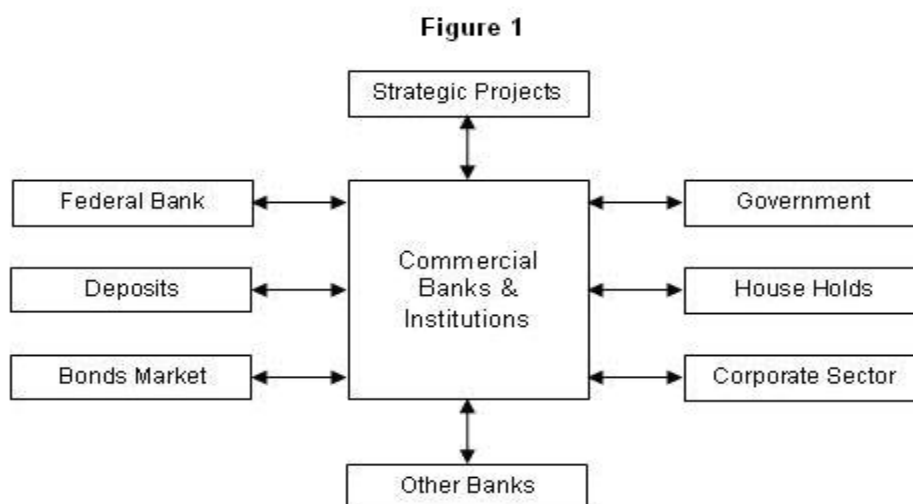 Figure 1
Strategic Projects
Federal Bank
Government
Commercial
Banks &
Institutions
Deposits
House Holds
Bonds Market
Corporate Sector
Other Banks